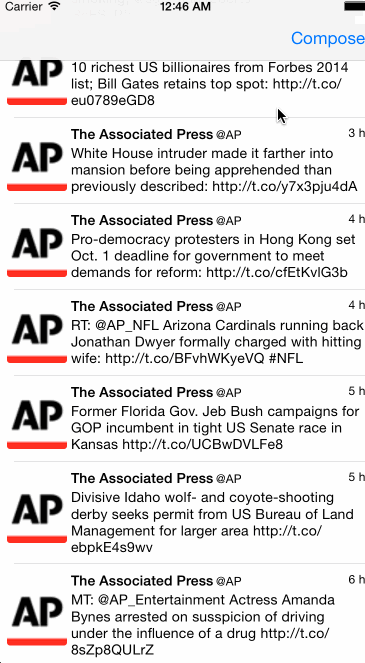 Carrier 12:46 AM
Compose
AP 10 richest US billionaires from Forbes 2014
list; Bill Gates retains top spot: http://t.co/
eu0789eGD8
The Associated Press @AP 3 h
AP White House intruder made it farther into
mansion before being apprehended than
previously described: http://t.co/y7x3pju4dA
The Associated Press @AP 4 h
AP Pro-democracy protesters in Hong Kong set
Oct. 1 deadline for government to meet
demands for reform: http://t.co/cfEtKvlG3b
The Associated Press @AP 4 h
AP RT: @AP_NFL Arizona Cardinals running back
Jonathan Dwyer formally charged with hitting
wife: http://t.co/BFvhWKyeVQ #NFL
The Associated Press @AP 5 h
AP Former Florida Gov. Jeb Bush campaigns for
GOP incumbent in tight US Senate race in
Kansas http://t.co/UCBwDVLFe8
The Associated Press @AP 5 h
AP Divisive Idaho wolf- and coyote-shooting
derby seeks permit from US Bureau of Land
Management for larger area http://t.co/
ebpkE4s9wv
The Associated Press @AP 6 h
AP MT: @AP_Entertainment Actress Amanda
Bynes arrested on susspicion of driving
under the influence of a drug http://t.co/
8sZp8QULrZ